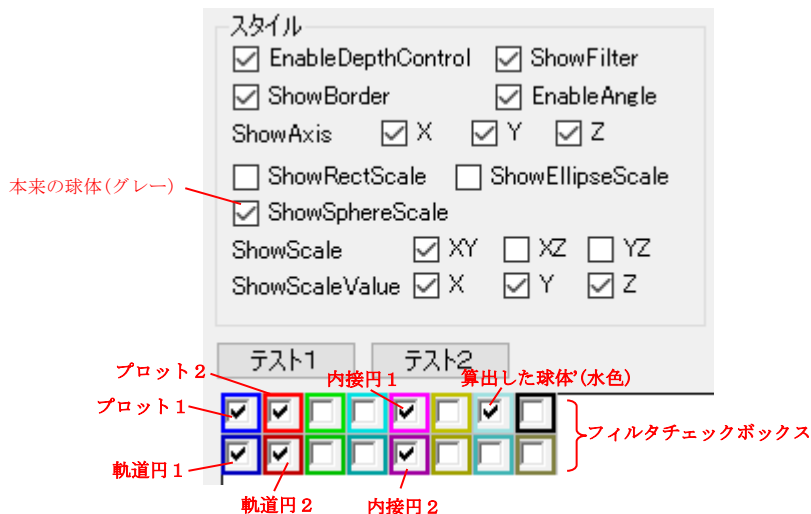 スタイル
EnableDepthControl ShowFilter
ShowBorder EnableAngle
ShowAxis X Y Z
本来の球体(グレー)
ShowRectScale ShowEllipseScale
ShowSphereScale
ShowScale XY XZ YZ
ShowScaleValue X Y Z
テスト1 テスト2
プロット2 内接円1 算出した球体'(水色)
プロット1
フィルタチェックボックス
軌道円1
軌道円2 内接円2